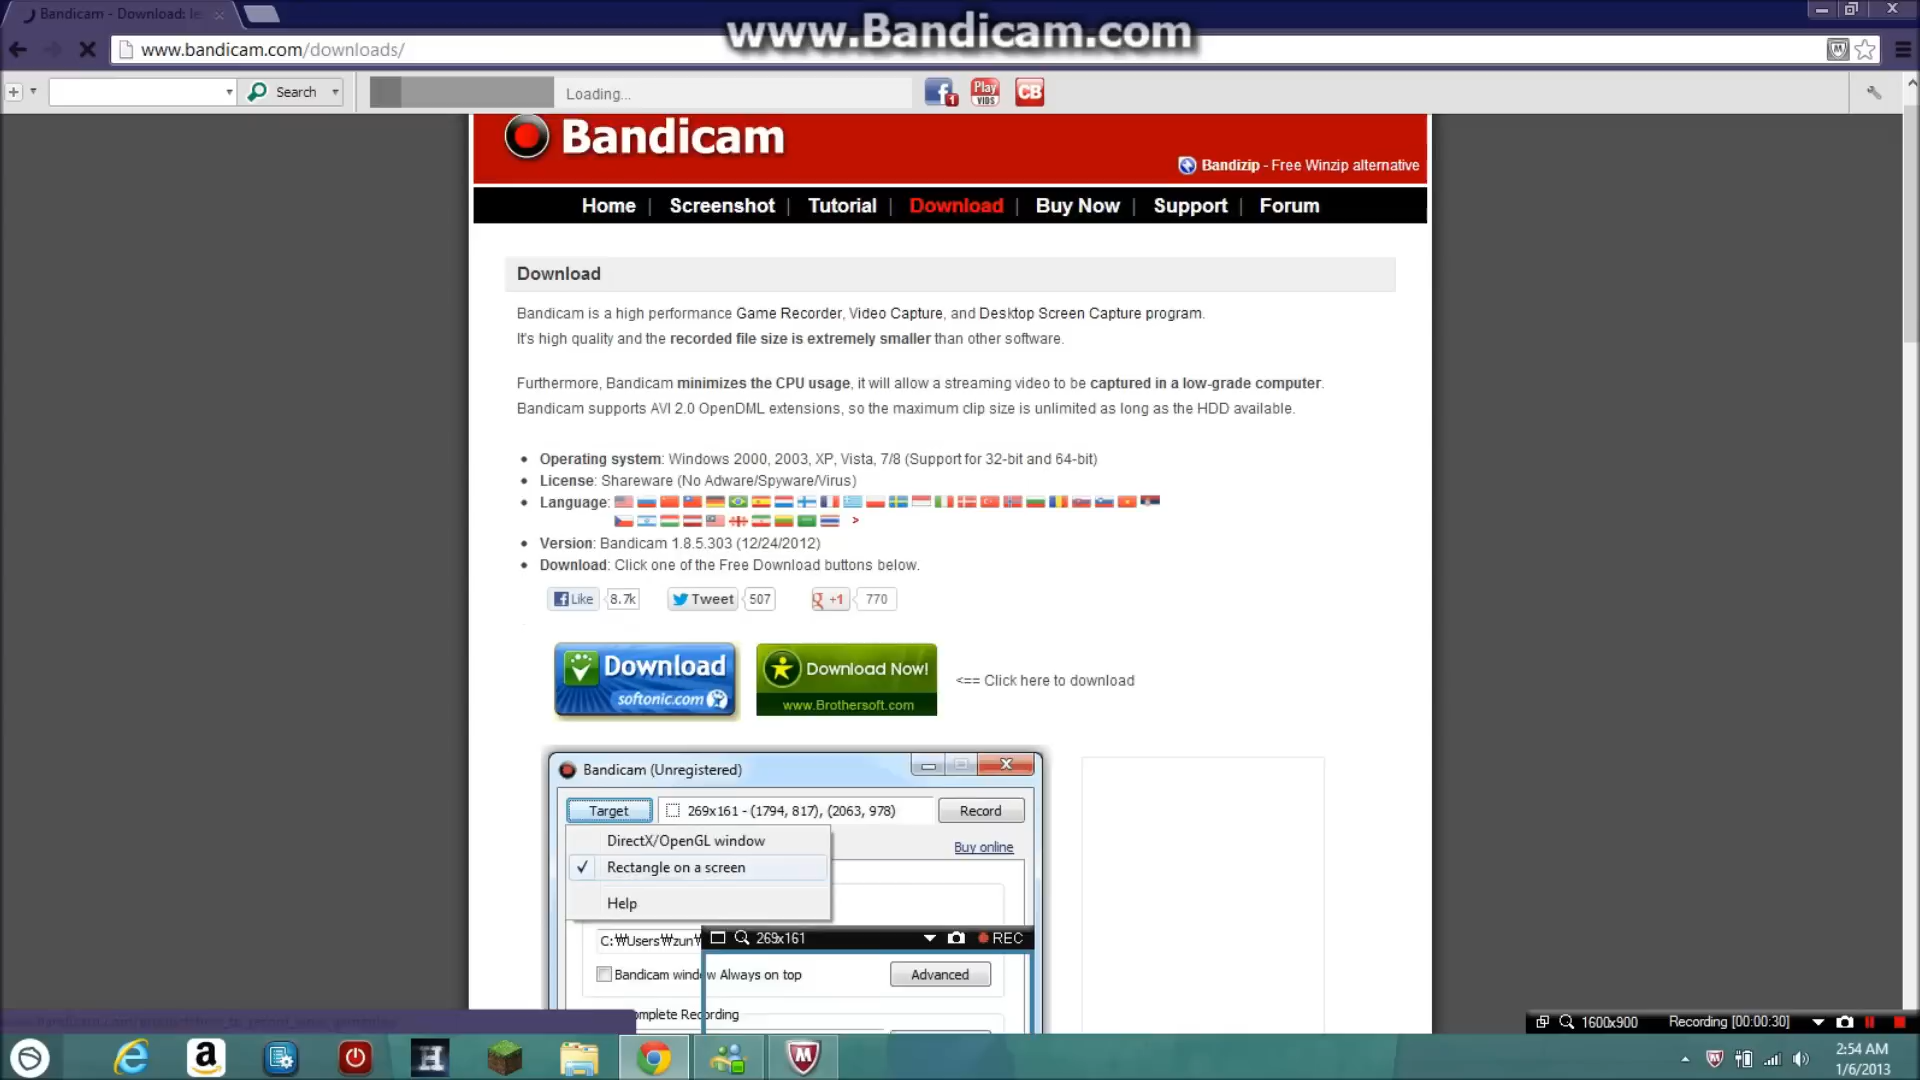 Bandicam - Download: le
www.Bandicam.com
www.bandicam.com/downloads/
Search
Loading...
1
Play
VIDS
CB
Bandicam
Bandizip - Free Winzip alternative
Home | Screenshot | Tutorial | Download | Buy Now | Support | Forum
Download
Bandicam is a high performance Game Recorder, Video Capture, and Desktop Screen Capture program.
It's high quality and the recorded file size is extremely smaller than other software.
Furthermore, Bandicam minimizes the CPU usage, it will allow a streaming video to be captured in a low-grade computer.
Bandicam supports AVI 2.0 OpenDML extensions, so the maximum clip size is unlimited as long as the HDD available.
Operating system: Windows 2000, 2003, XP, Vista, 7/8 (Support for 32-bit and 64-bit)
License: Shareware (No Adware/Spyware/Virus)
Language:
>
Version: Bandicam 1.8.5.303 (12/24/2012)
Download: Click one of the Free Download buttons below.
Like 8.7k Tweet 507 g +1 770
Download
softonic.com
Download Now!
www.Brothersoft.com
<== Click here to download
Bandicam (Unregistered)
Target 269x161 - (1794, 817), (2063, 978) Record
DirectX/OpenGL window
Buy online
Rectangle on a screen
Help
C:₩Users₩zun₩
269x161 REC
Bandicam window Always on top Advanced
omplete Recording
1600x900 Recording [00:00:30]
2:54 AM
1/6/2013